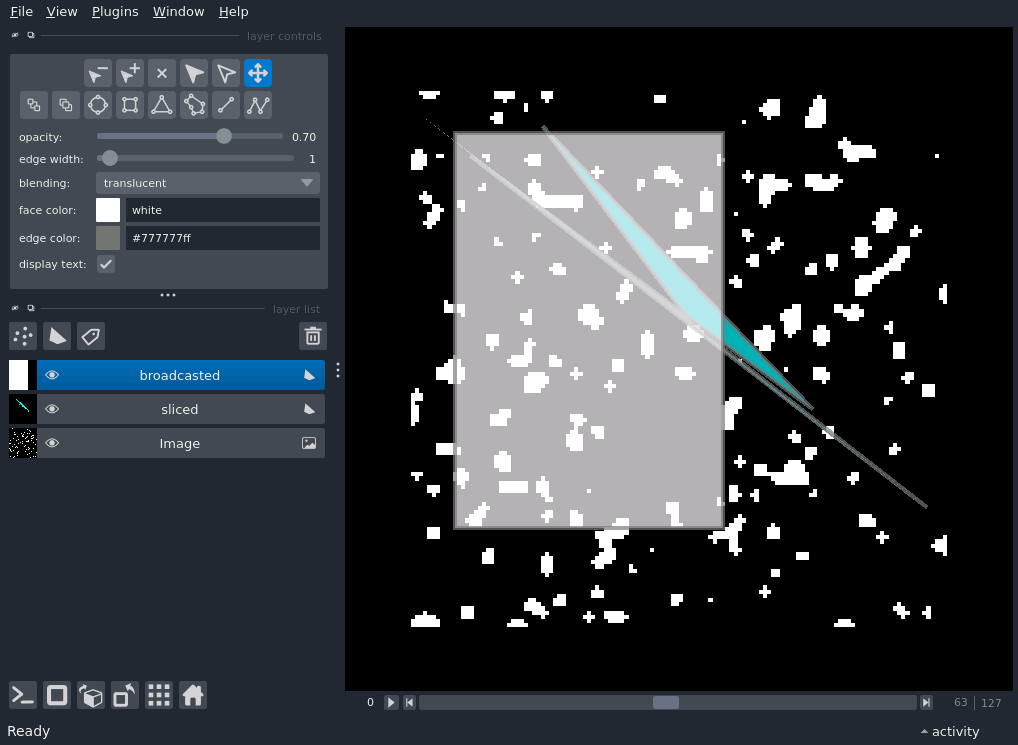 File View Plugins Window Help
layer controls
opacity: 0.70
edge width: 1
blending: translucent
face color: white
edge color: #777777ff
display text:
layer list
broadcasted
sliced
Image
0 63 | 127
Ready activity